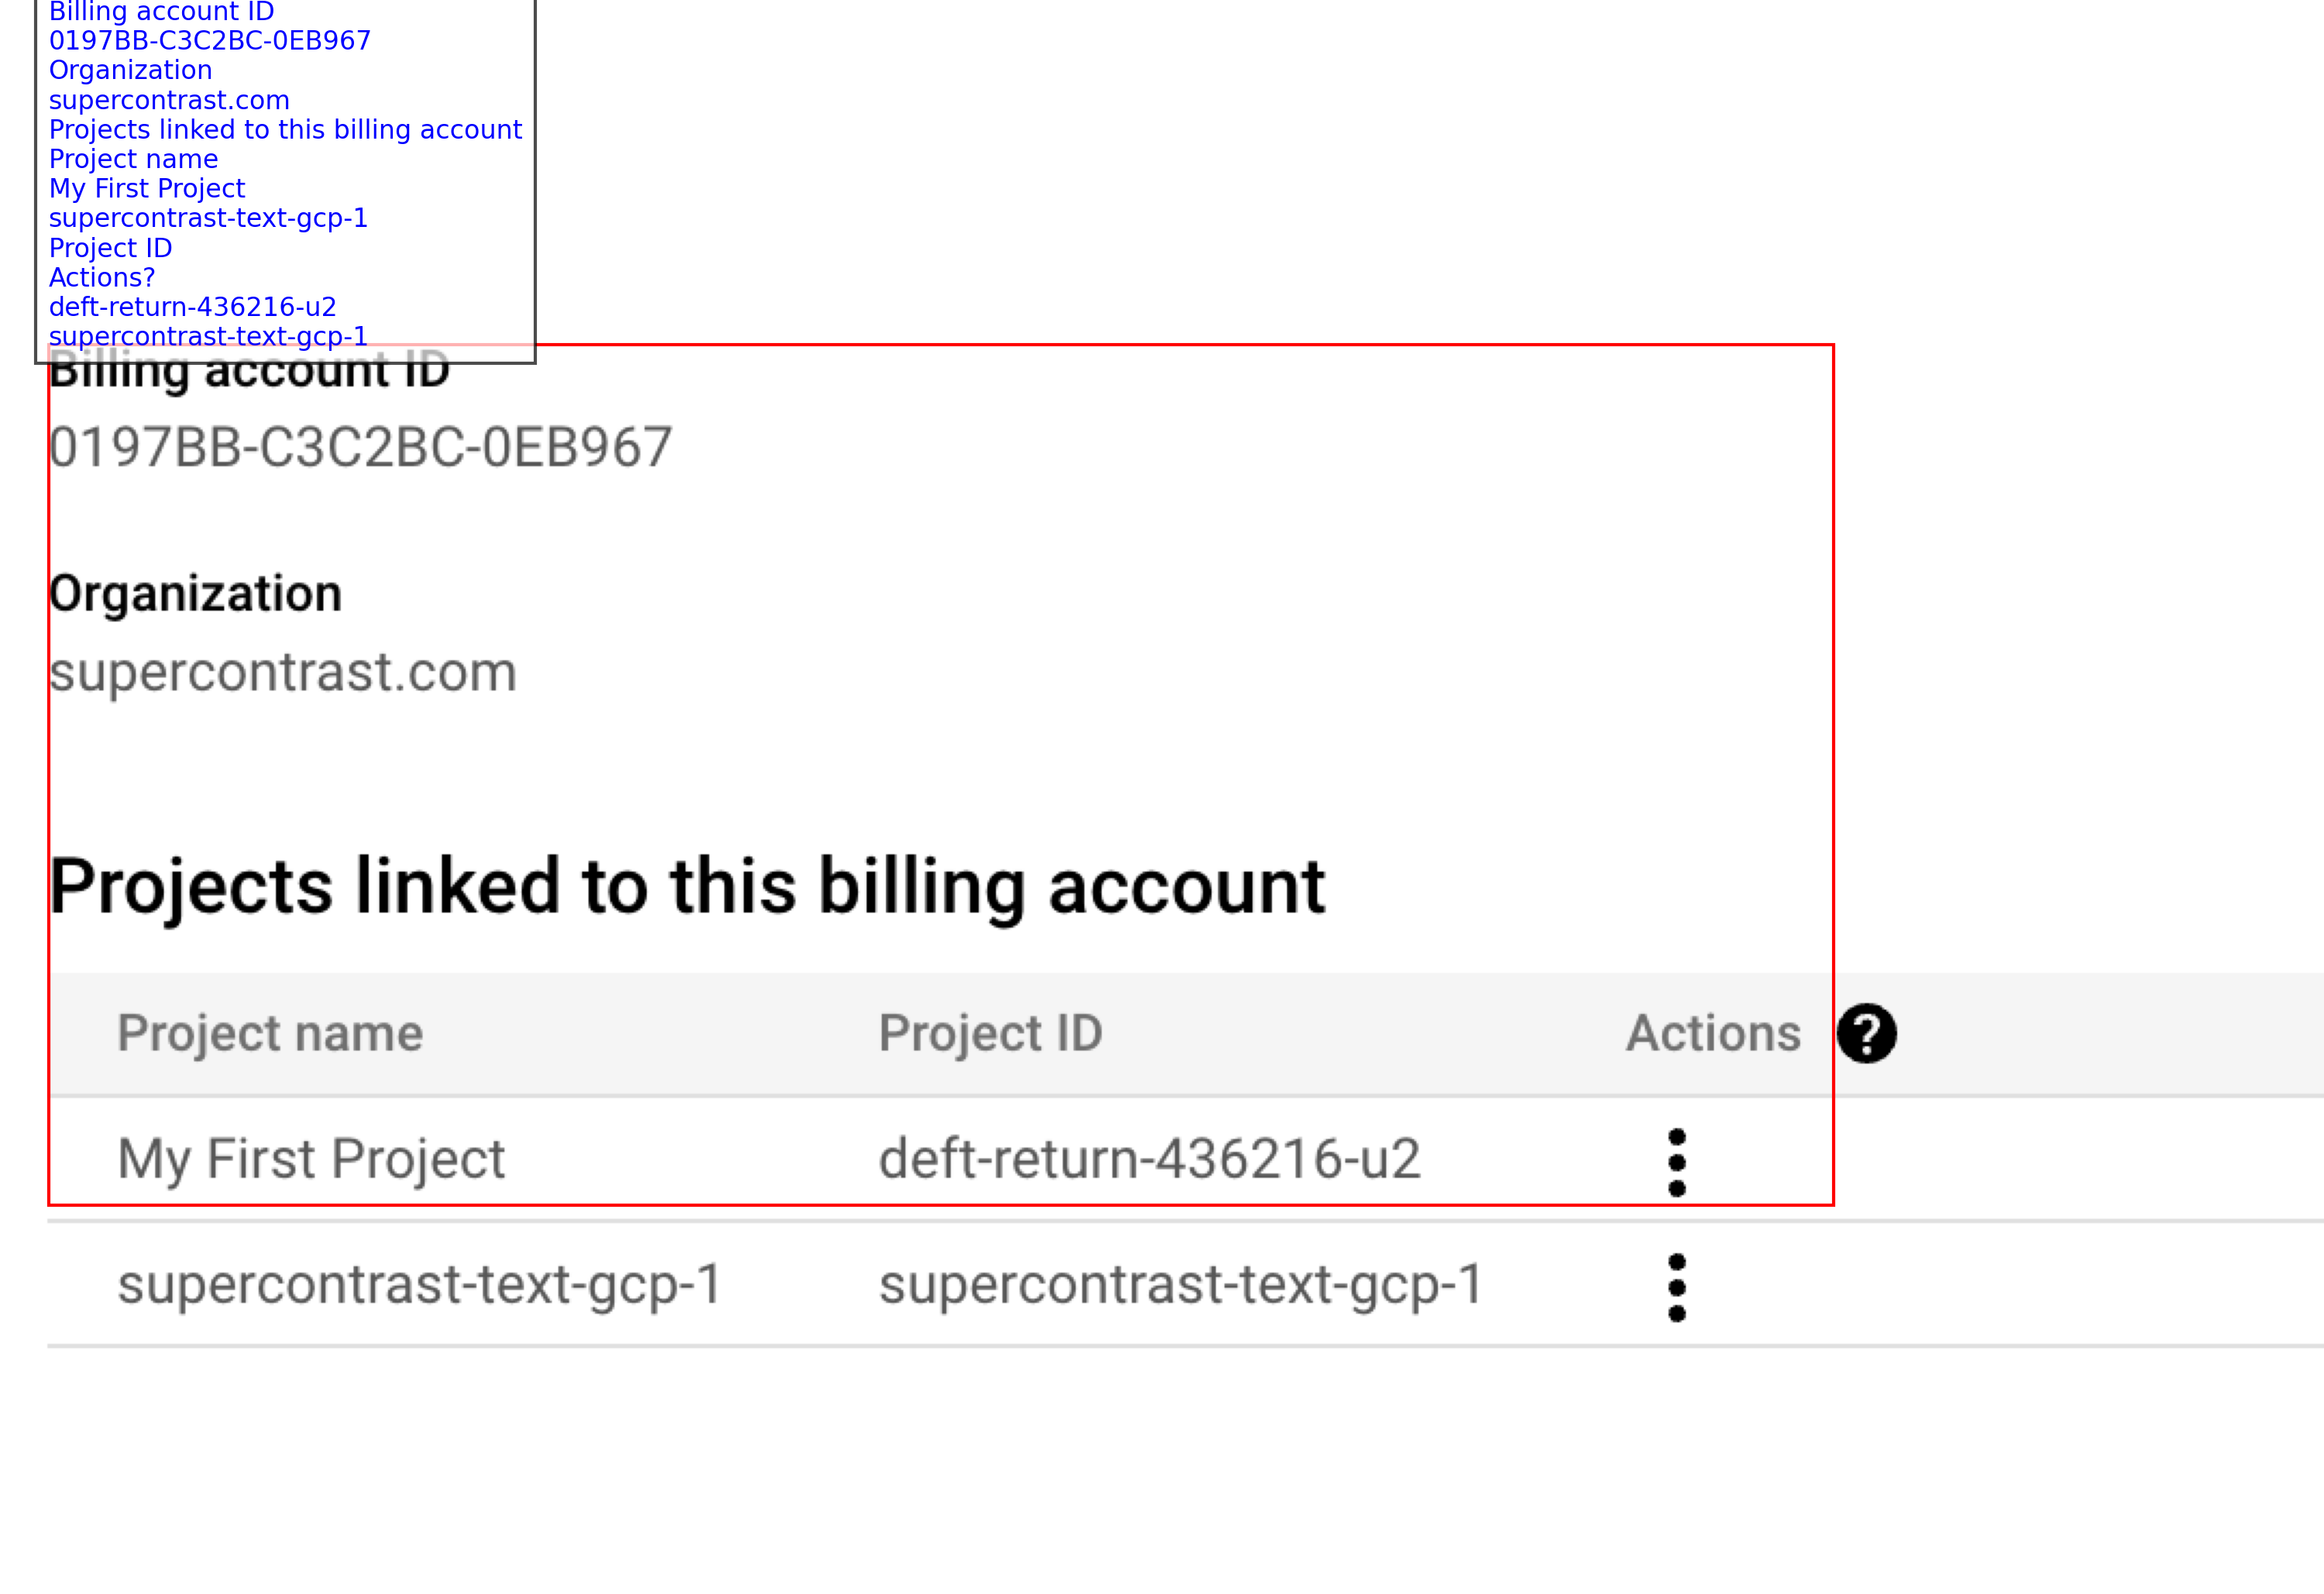 Billing account ID
0197BB-C3C2BC-0EB967
Organization
supercontrast.com
Projects linked to this billing account
Project name
My First Project
supercontrast-text-gcp-1
Project ID
Actions?
deft-return-436216-u2
supercontrast-text-gcp-1
Billing account ID
0197BB-C3C2BC-0EB967
Organization
supercontrast.com
Projects linked to this billing account
Project name Project ID Actions ?
My First Project deft-return-436216-u2
supercontrast-text-gcp-1 supercontrast-text-gcp-1